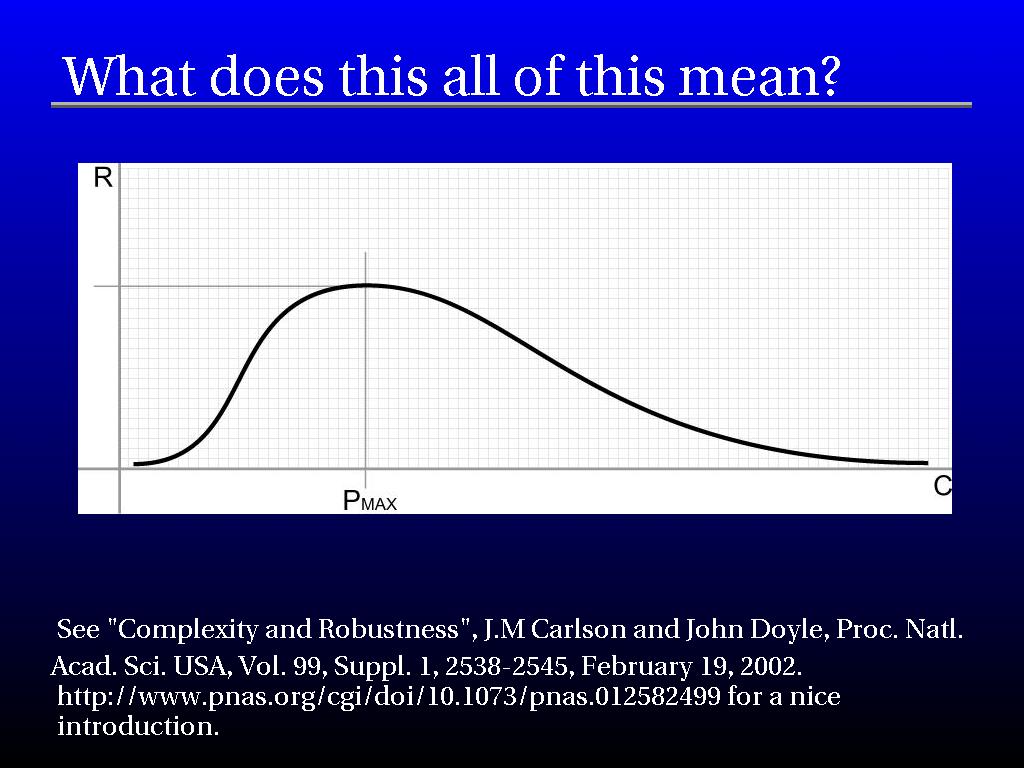 What does this all of this mean?
R
PMAX
C
See "Complexity and Robustness", J.M Carlson and John Doyle, Proc. Natl.
Acad. Sci. USA, Vol. 99, Suppl. 1, 2538-2545, February 19, 2002.
http://www.pnas.org/cgi/doi/10.1073/pnas.012582499 for a nice
introduction.